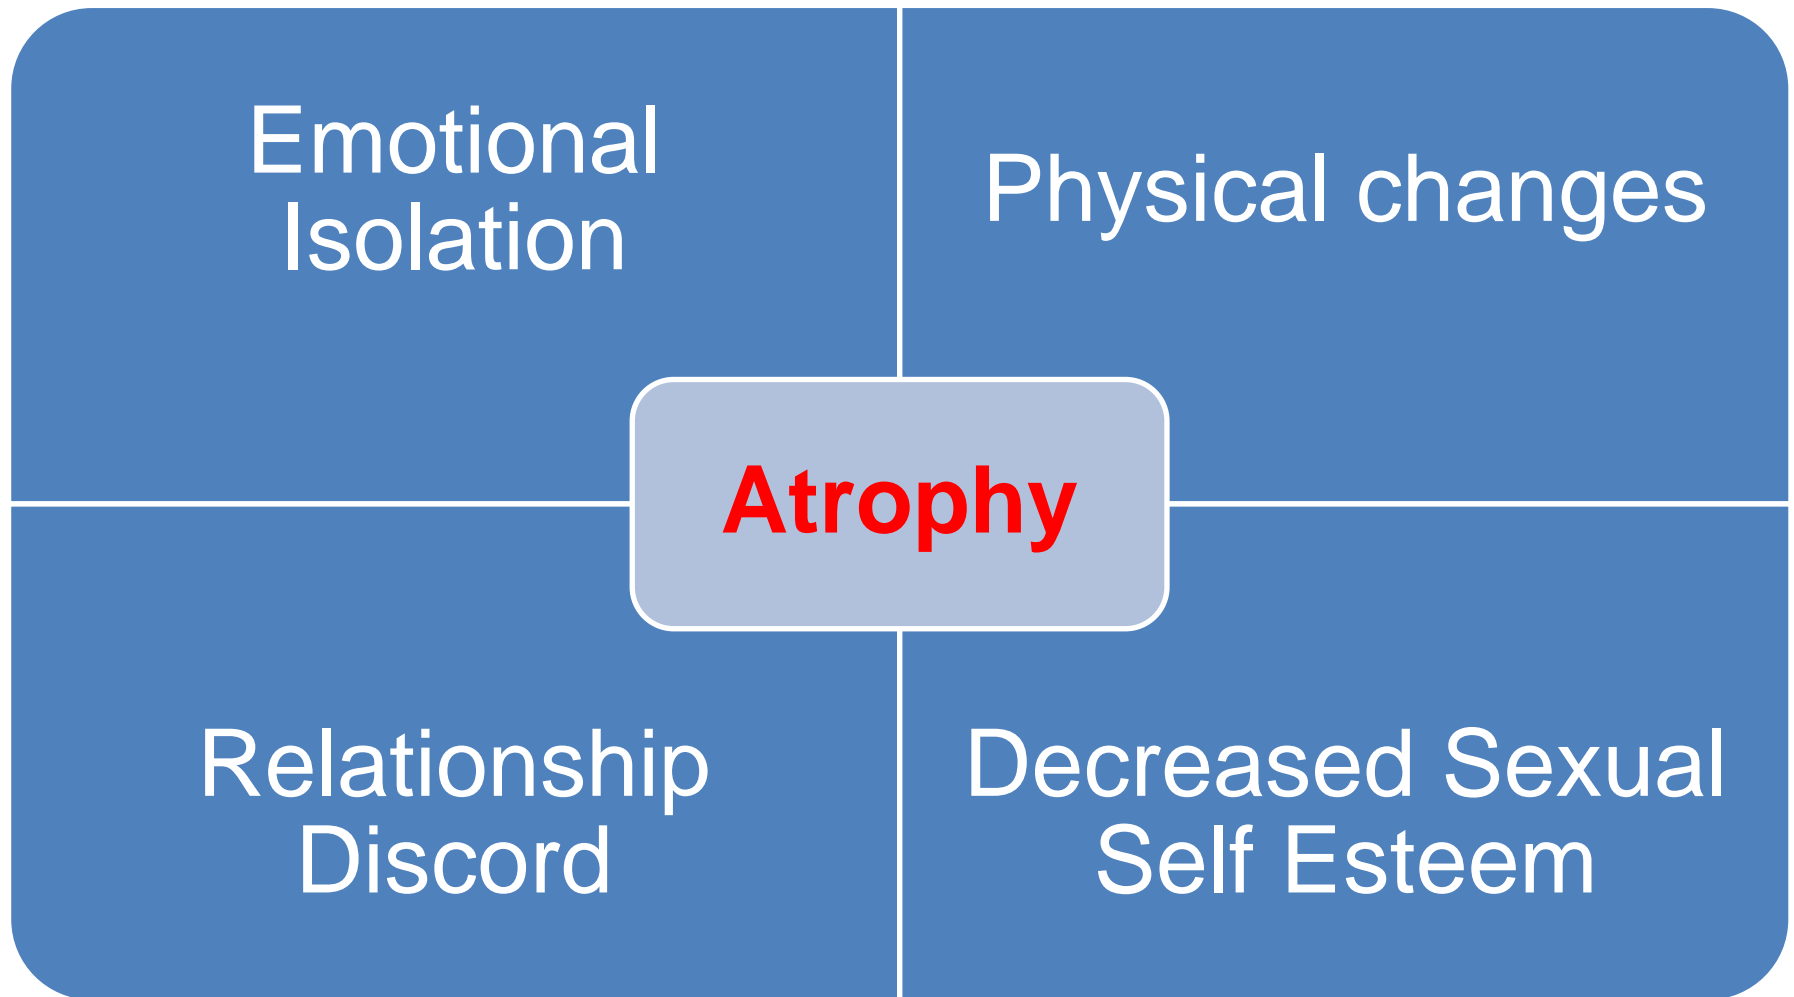 Emotional
Isolation
Physical changes
Atrophy
Relationship
Discord
Decreased Sexual
Self Esteem